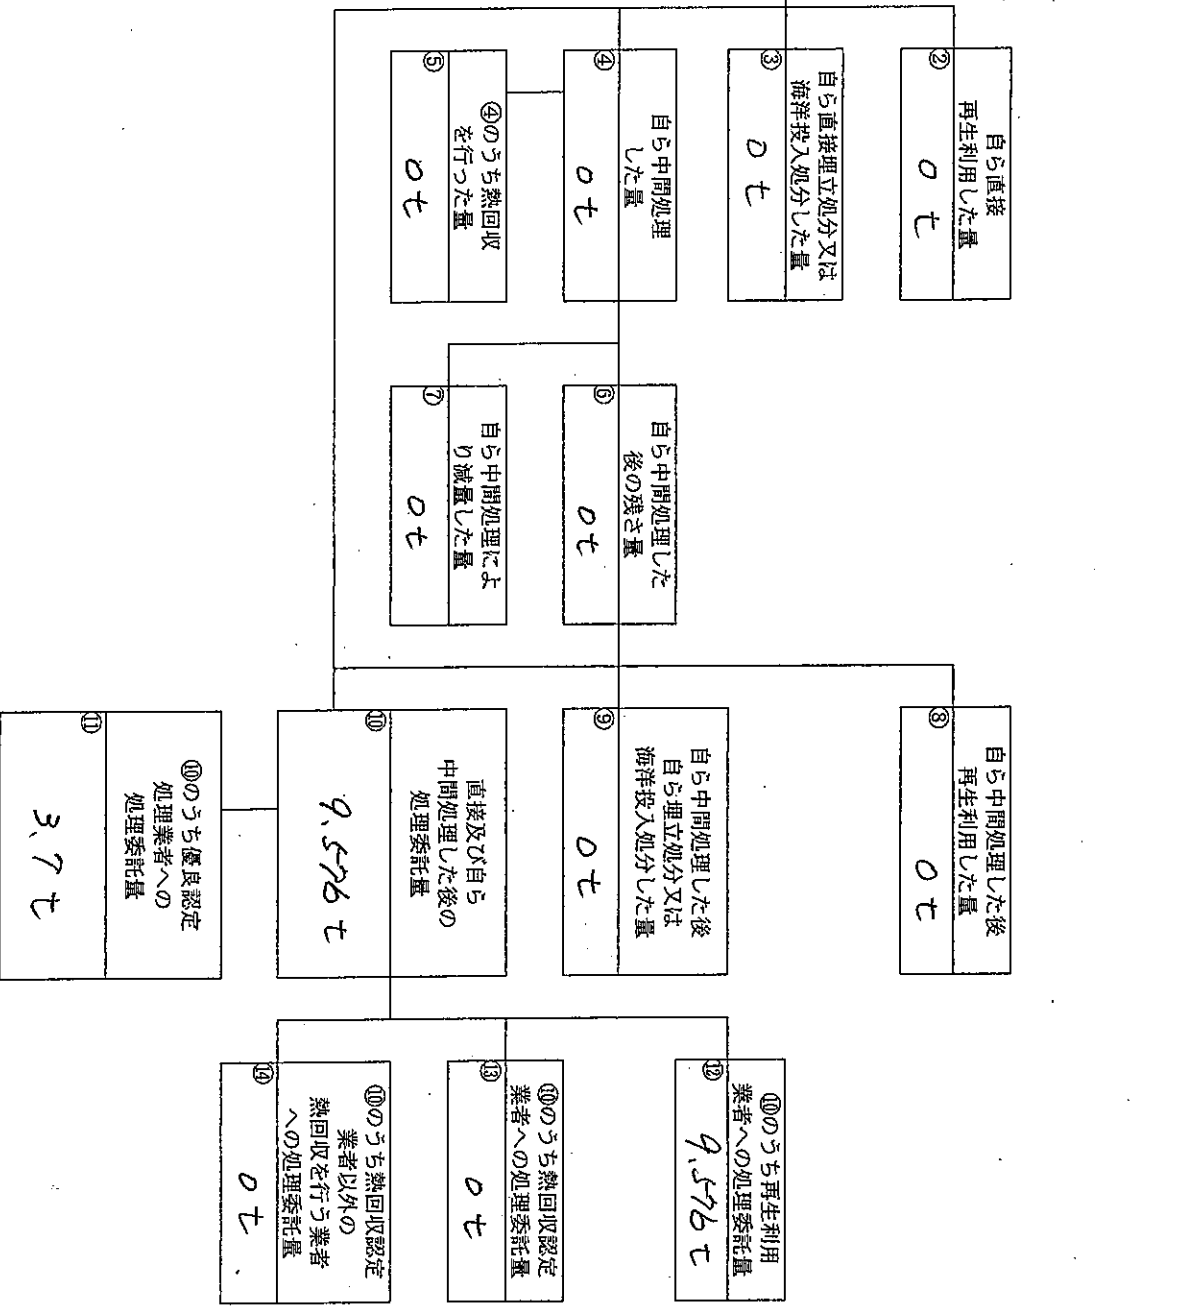 ②
自ら直接
再生利用した量
0 t
③
自ら直接埋立処分又は
海洋投入処分した量
0 t
④
自ら中間処理
した量
0 t
⑤
④のうち熱回収
を行った量
0t
⑥
自ら中間処理した
後の残さ量
0t
⑦
自ら中間処理によ
り減量した量
0t
⑧
自ら中間処理した後
再生利用した量
0 t
⑨
自ら中間処理した後
自ら埋立処分又は
海洋投入処分した量
0 t
⑩
直接及び自ら
中間処理した後の
処理委託量
9.576 t
⑪
⑩のうち優良認定
処理業者への
処理委託量
3.7 t
⑫
⑩のうち再生利用
業者への処理委託量
9.576 t
⑬
⑩のうち熱回収認定
業者への処理委託量
0 t
⑭
⑩のうち熱回収認定
業者以外の
熱回収を行う業者
への処理委託量
0 t